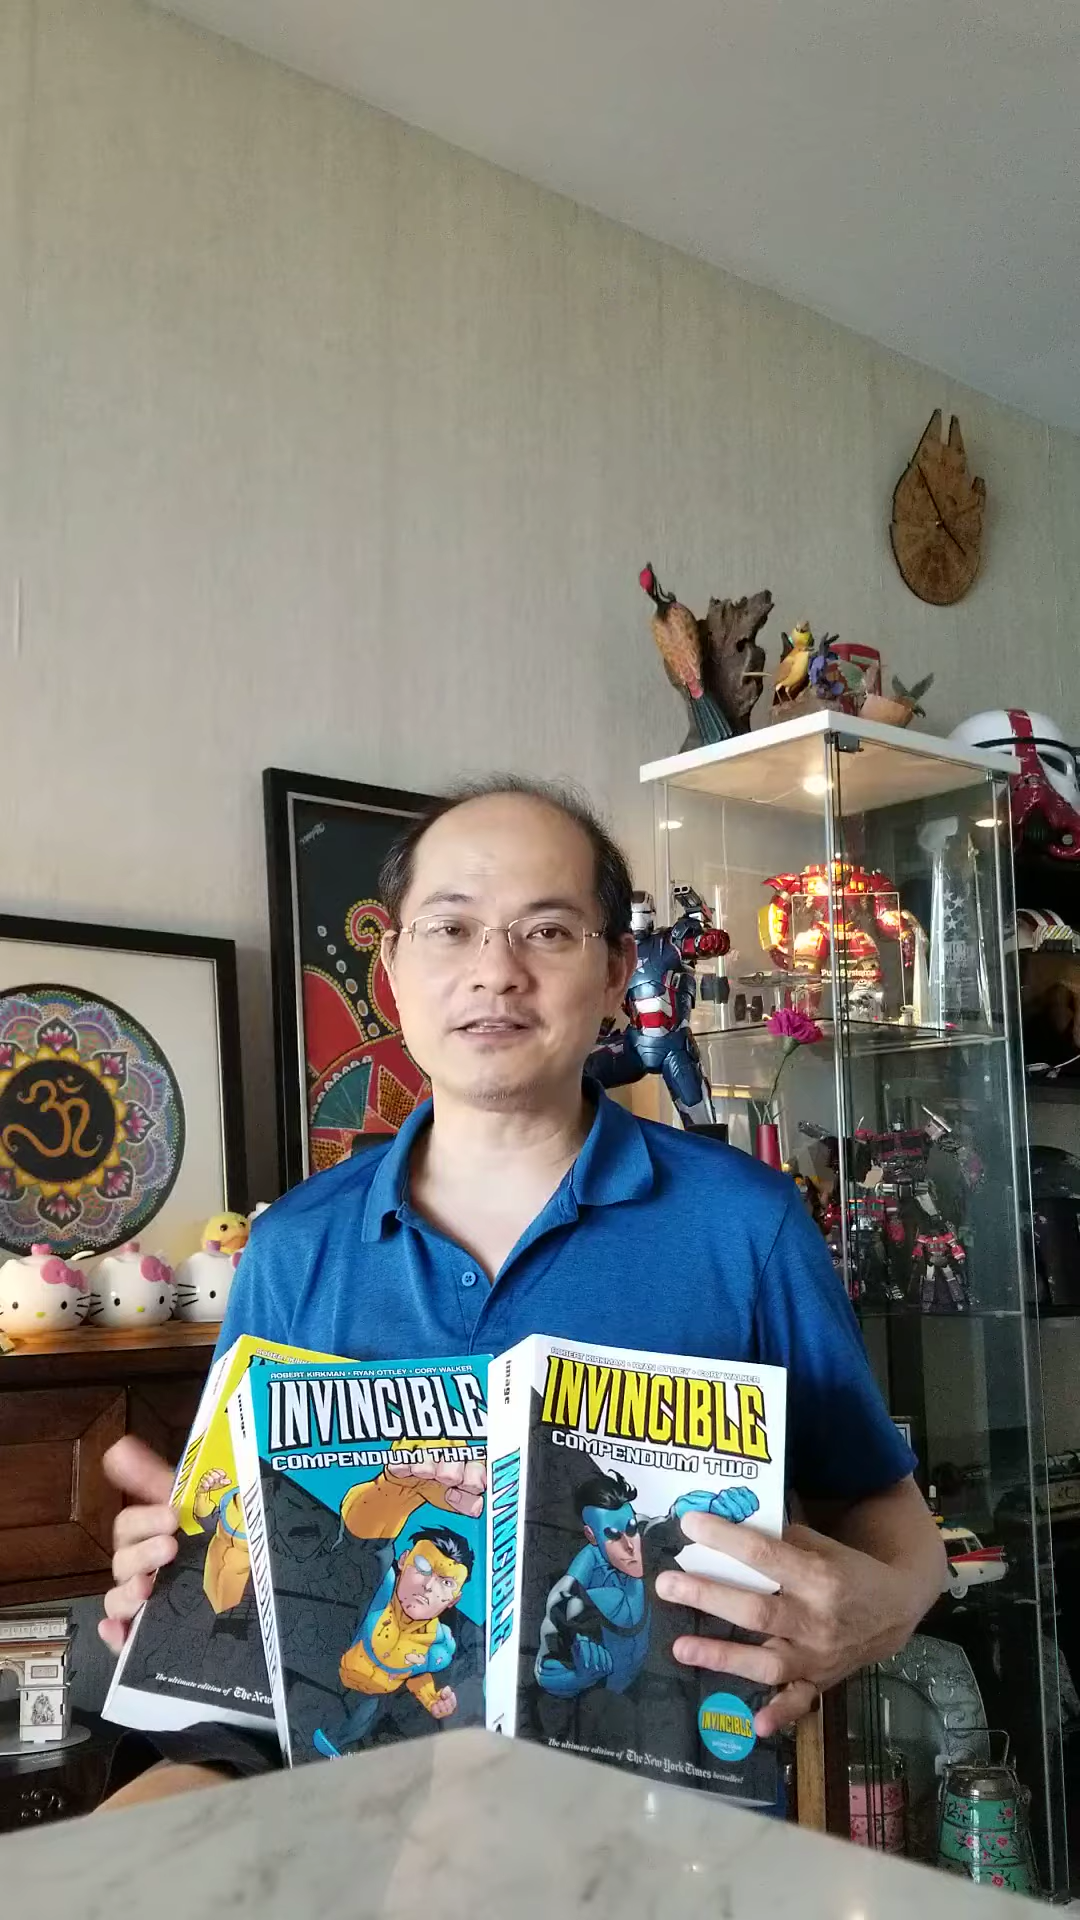 ROBERT KIRKMAN • RYAN OTTLEY • CORY WALKER
INVINCIBLE
COMPENDIUM THREE
image
INVINCIBLE
ROBERT KIRKMAN • RYAN OTTLEY • CORY WALKER
INVINCIBLE
COMPENDIUM TWO
image
INVINCIBLE
INVINCIBLE
The ultimate edition of The New York Times bestseller!
The ultimate edition of The New